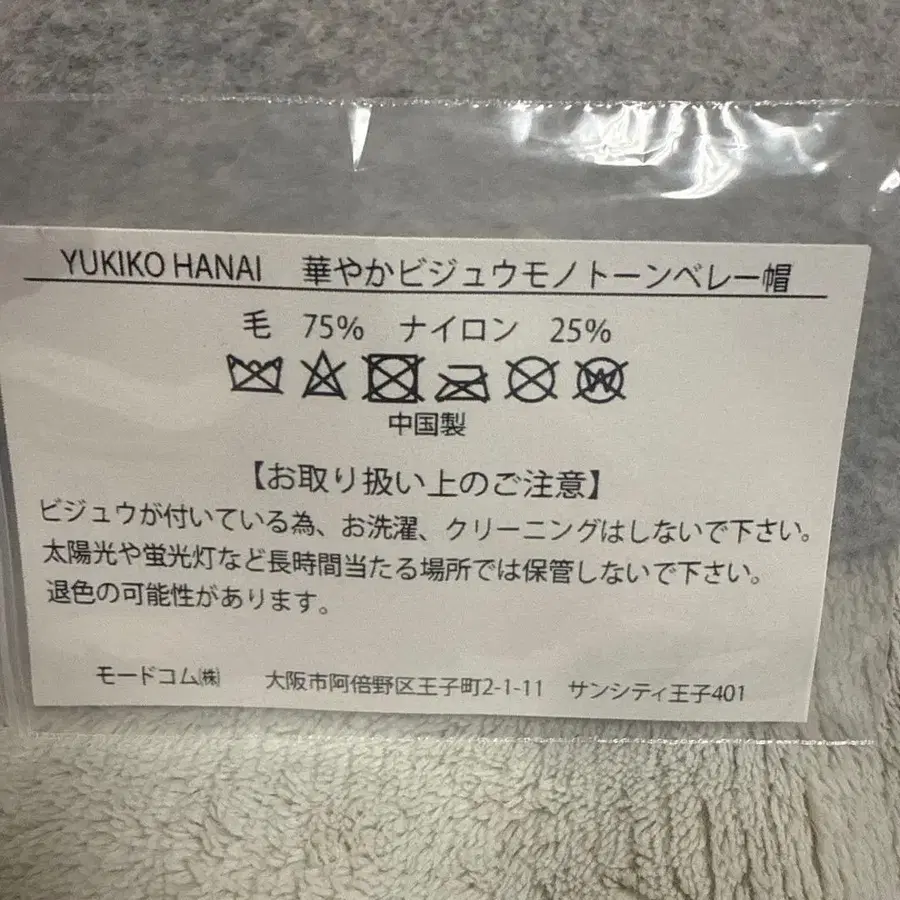 YUKIKO HANAI 華やかビジュウモノトーンベレー帽
毛 75% ナイロン 25%
中国製
【お取り扱い上のご注意】
ビジュウが付いている為、お洗濯、クリーニングはしないで下さい。
太陽光や蛍光灯など長時間当たる場所では保管しないで下さい。
退色の可能性があります。
モードコム㈱ 大阪市阿倍野区王子町2-1-11 サンシティ王子401